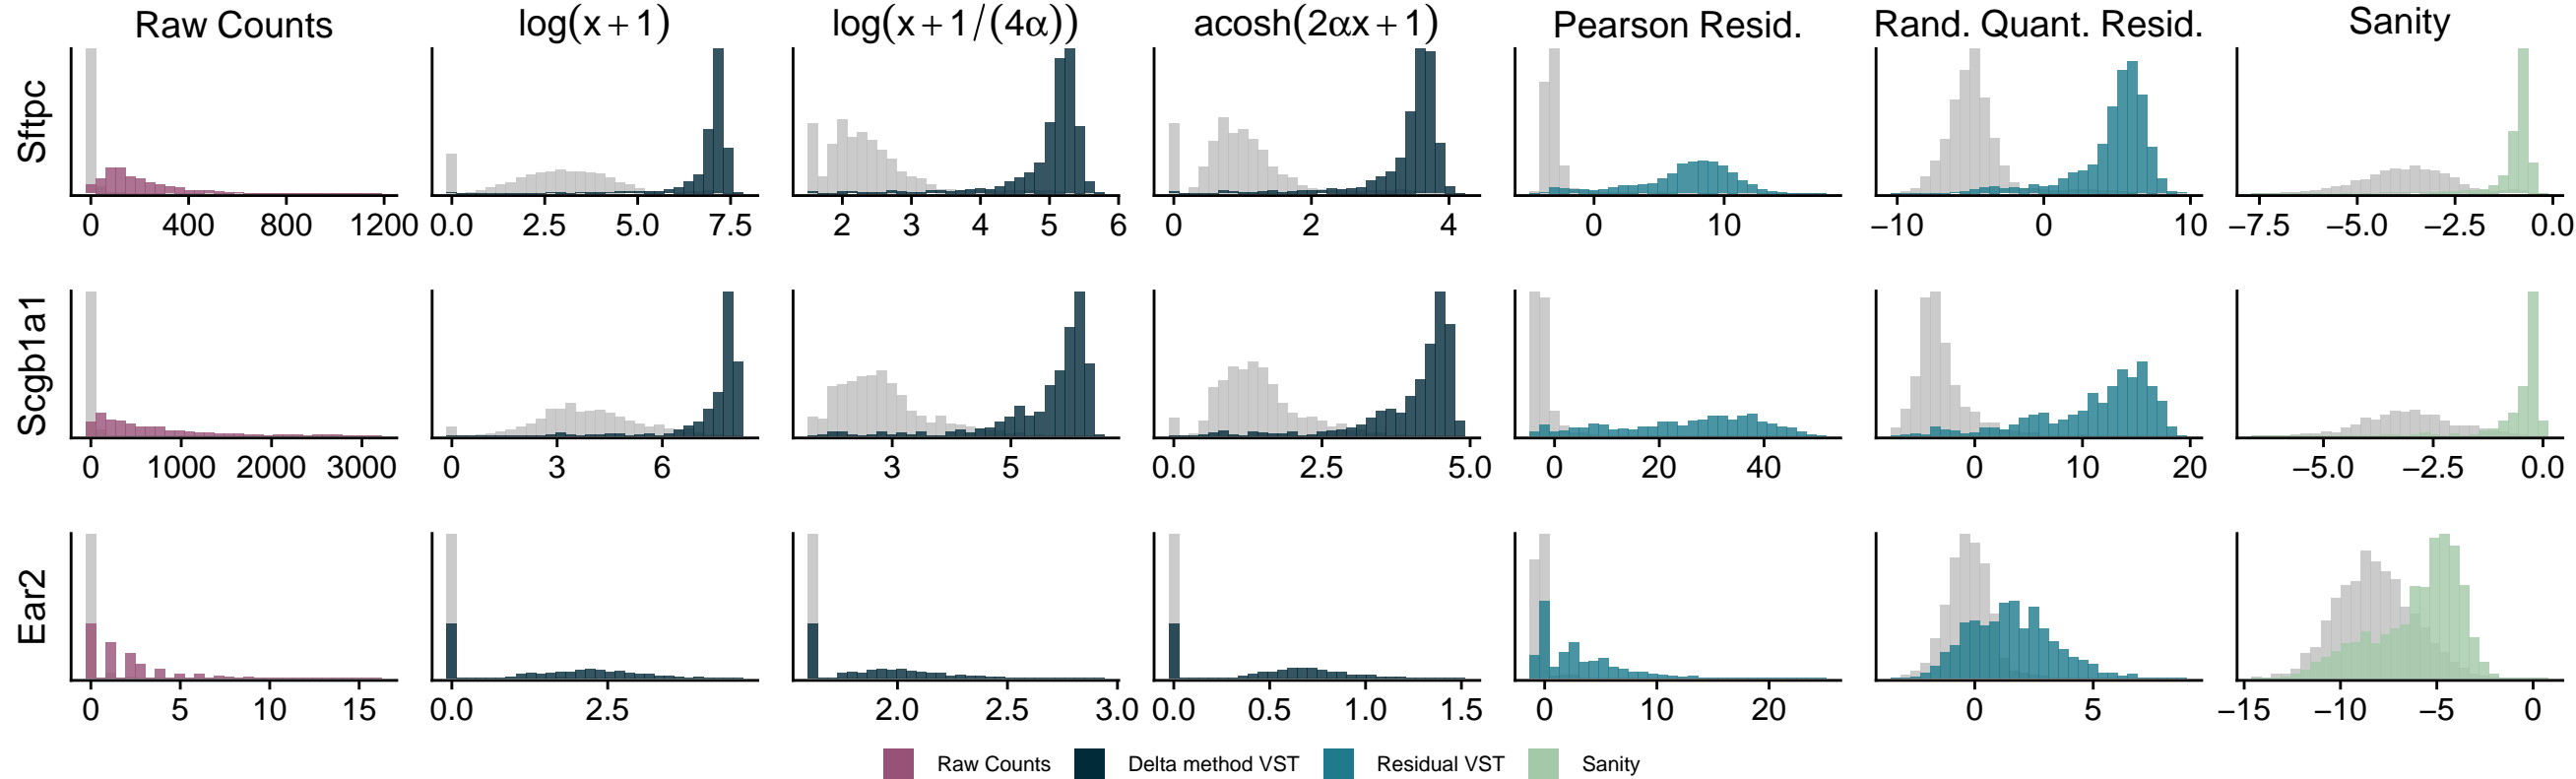 Raw Counts log(x + 1) log(x + 1/(4α)) acosh(2αx + 1) Pearson Resid. Rand. Quant. Resid. Sanity
Sftpc
0 400 800 1200 0.0 2.5 5.0 7.5 2 3 4 5 6 0 2 4 0 10 −10 0 10 −7.5 −5.0 −2.5 0.0
Scgb1a1
0 1000 2000 3000 0 3 6 3 5 0.0 2.5 5.0 0 20 40 0 10 20 −5.0 −2.5 0.0
Ear2
0 5 10 15 0.0 2.5 2.0 2.5 3.0 0.0 0.5 1.0 1.5 0 10 20 0 5 −15 −10 −5 0
Raw Counts Delta method VST Residual VST Sanity